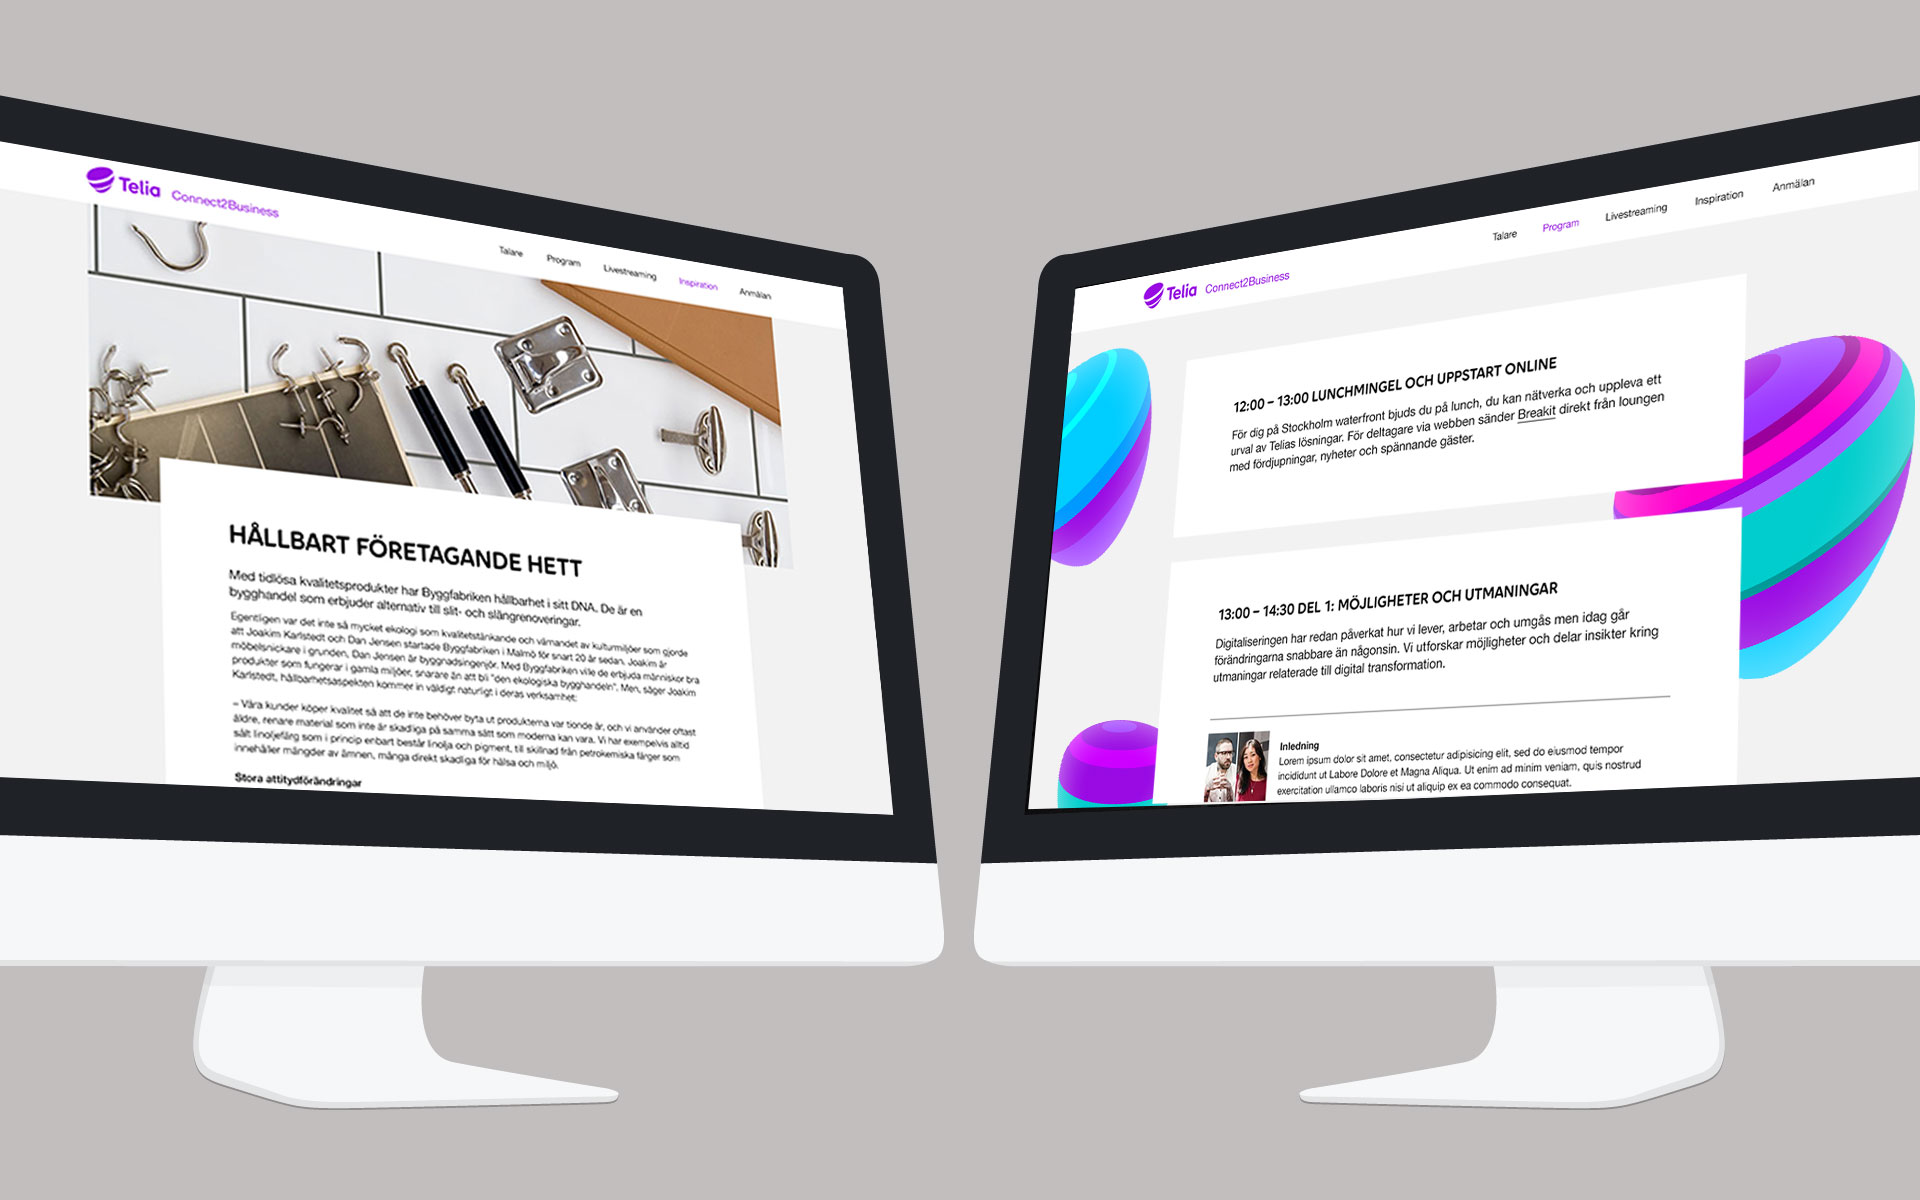 Telia Connect2Business
Talare Program Livestreaming Inspiration Anmälan
HÅLLBART FÖRETAGANDE HETT
Med tidlösa kvalitetsprodukter har Byggfabriken hållbarhet i sitt DNA. De är en
bygghandel som erbjuder alternativ till slit- och slängrenoveringar.
Egentligen var det inte så mycket ekologi som kvalitetstänkande och värnandet av kulturmiljöer som gjorde
att Joakim Karlstedt och Dan Jensen startade Byggfabriken i Malmö för snart 20 år sedan. Joakim är
möbelsnickare i grunden, Dan Jensen är byggnadsingenjör. Med Byggfabriken ville de erbjuda människor bra
produkter som fungerar i gamla miljöer, snarare än att bli "den ekologiska bygghandeln". Men, säger Joakim
Karlstedt, hållbarhetsaspekten kommer in väldigt naturligt i deras verksamhet:
– Våra kunder köper kvalitet så att de inte behöver byta ut produkterna var tionde år, och vi använder oftast
äldre, renare material som inte är skadliga på samma sätt som moderna kan vara. Vi har exempelvis alltid
sålt linoljefärg som i princip enbart består linolja och pigment, till skillnad från petrokemiska färger som
innehåller mängder av ämnen, många direkt skadliga för hälsa och miljö.
Stora attitydförändringar
Telia Connect2Business
Talare Program Livestreaming Inspiration Anmälan
12:00 – 13:00 LUNCHMINGEL OCH UPPSTART ONLINE
För dig på Stockholm waterfront bjuds du på lunch, du kan nätverka och uppleva ett
urval av Telias lösningar. För deltagare via webben sänder Breakit direkt från loungen
med fördjupningar, nyheter och spännande gäster.
13:00 – 14:30 DEL 1: MÖJLIGHETER OCH UTMANINGAR
Digitaliseringen har redan påverkat hur vi lever, arbetar och umgås men idag går
förändringarna snabbare än någonsin. Vi utforskar möjligheter och delar insikter kring
utmaningar relaterade till digital transformation.
Inledning
Lorem ipsum dolor sit amet, consectetur adipisicing elit, sed do eiusmod tempor
incididunt ut Labore Dolore et Magna Aliqua. Ut enim ad minim veniam, quis nostrud
exercitation ullamco laboris nisi ut aliquip ex ea commodo consequat.